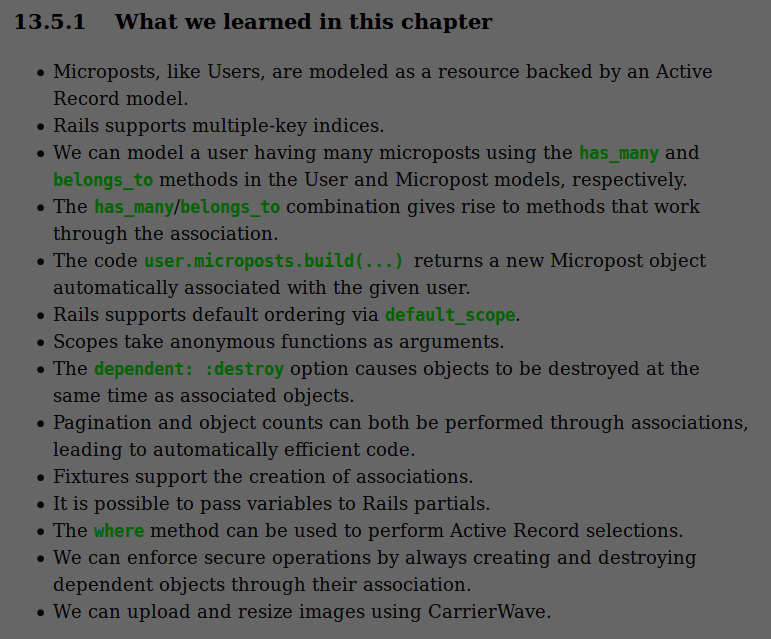 13.5.1 What we learned in this chapter
• Microposts, like Users, are modeled as a resource backed by an Active
Record model.
• Rails supports multiple-key indices.
• We can model a user having many microposts using the has_many and
belongs_to methods in the User and Micropost models, respectively.
• The has_many/belongs_to combination gives rise to methods that work
through the association.
• The code user.microposts.build(...) returns a new Micropost object
automatically associated with the given user.
• Rails supports default ordering via default_scope.
• Scopes take anonymous functions as arguments.
• The dependent: :destroy option causes objects to be destroyed at the
same time as associated objects.
• Pagination and object counts can both be performed through associations,
leading to automatically efficient code.
• Fixtures support the creation of associations.
• It is possible to pass variables to Rails partials.
• The where method can be used to perform Active Record selections.
• We can enforce secure operations by always creating and destroying
dependent objects through their association.
• We can upload and resize images using CarrierWave.